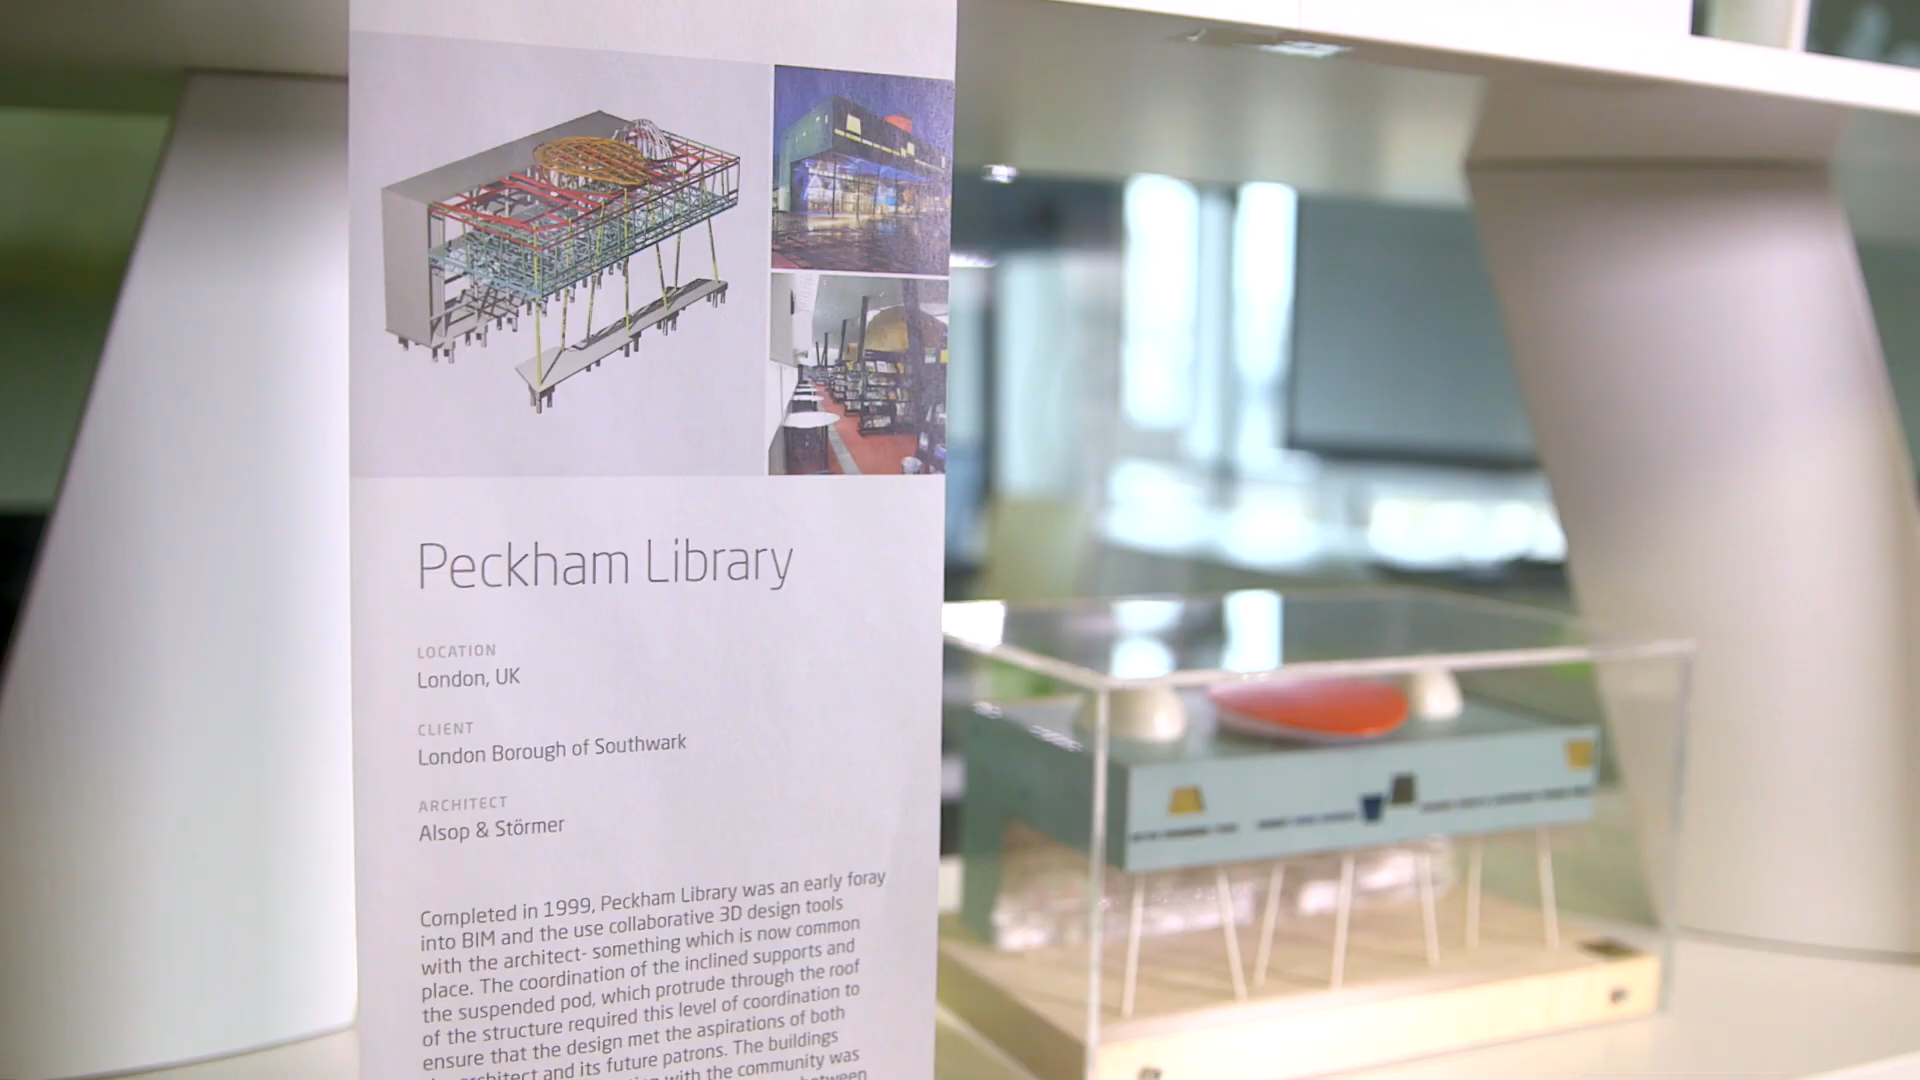 Peckham Library
LOCATION
London, UK
CLIENT
London Borough of Southwark
ARCHITECT
Alsop & Störmer
Completed in 1999, Peckham Library was an early foray
into BIM and the use collaborative 3D design tools
with the architect- something which is now common
place. The coordination of the inclined supports and
the suspended pod, which protrude through the roof
of the structure required this level of coordination to
ensure that the design met the aspirations of both
architect and its future patrons. The buildings
with the community was
between